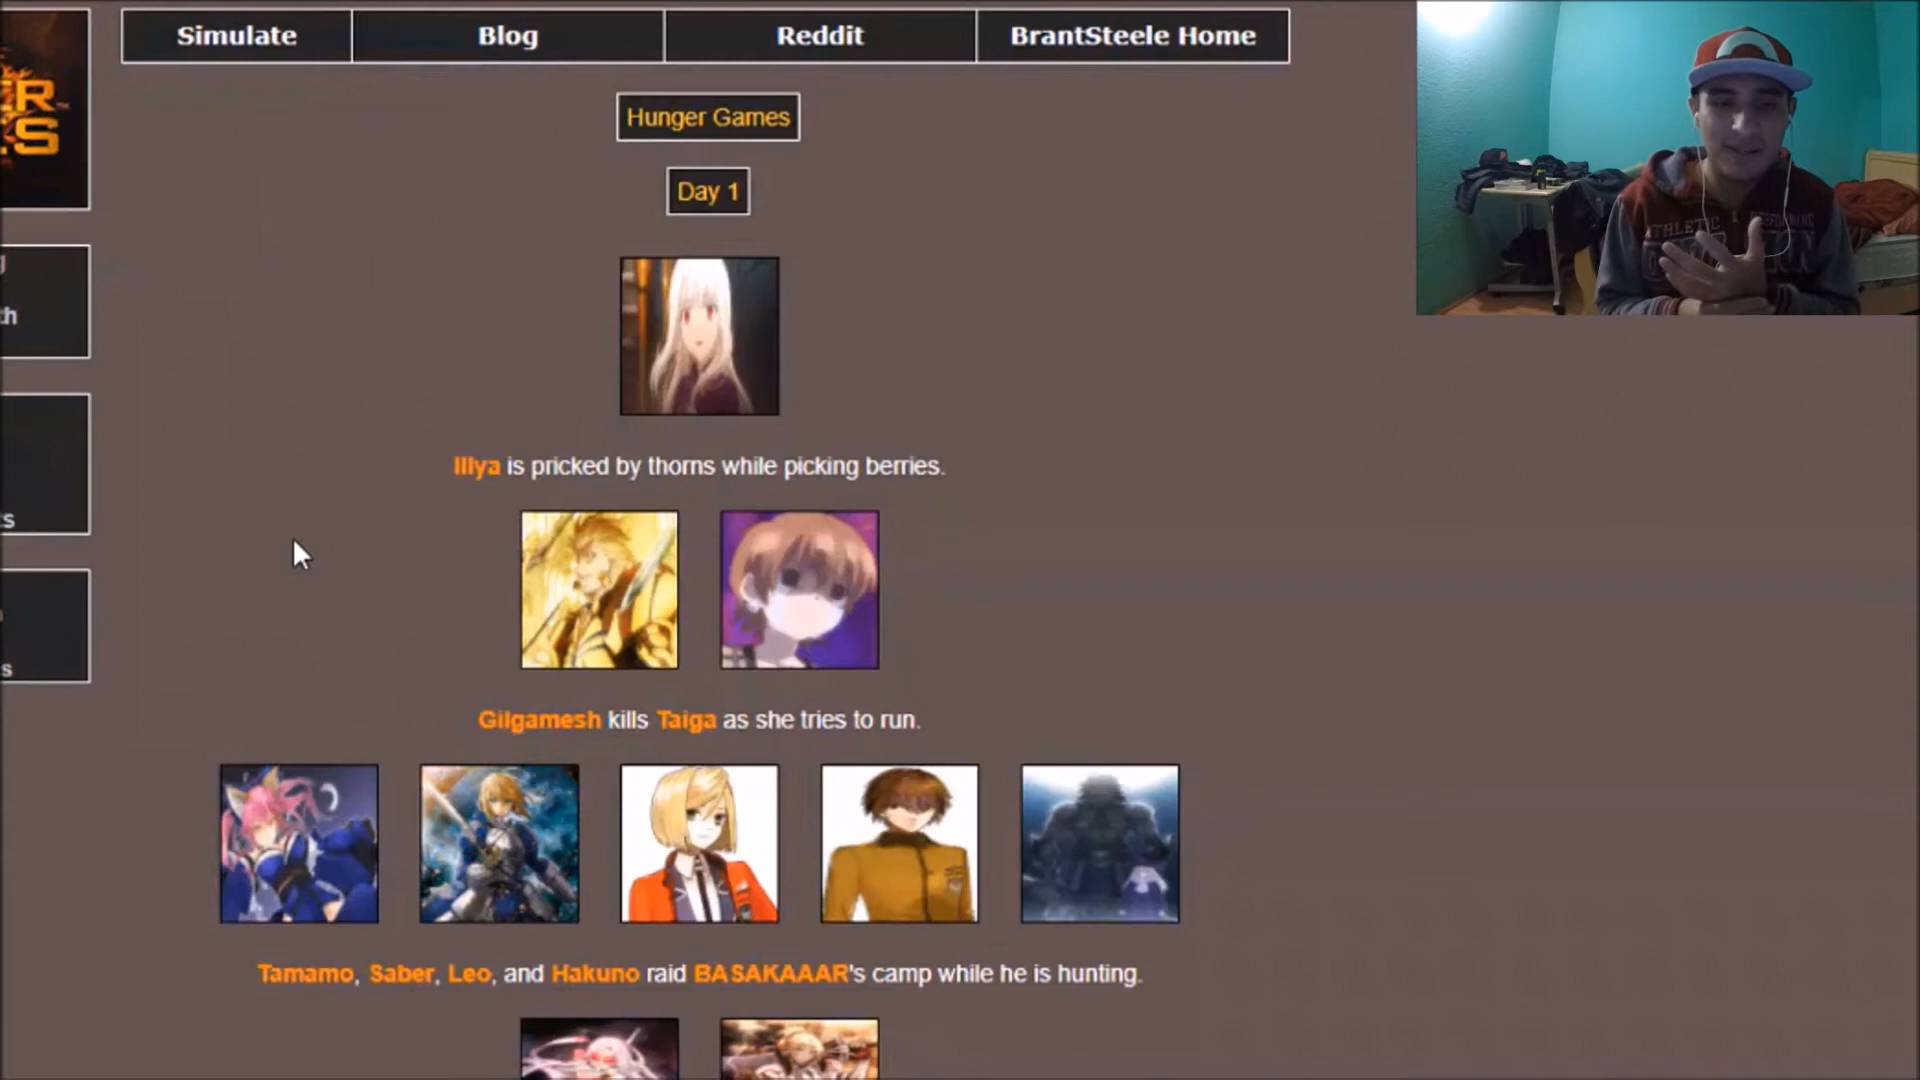 Simulate Blog Reddit BrantSteele Home
Hunger Games
Day 1
Illya is pricked by thorns while picking berries.
Gilgamesh kills Taiga as she tries to run.
Tamamo, Saber, Leo, and Hakuno raid BASAKAAAR's camp while he is hunting.
ATHLETIC